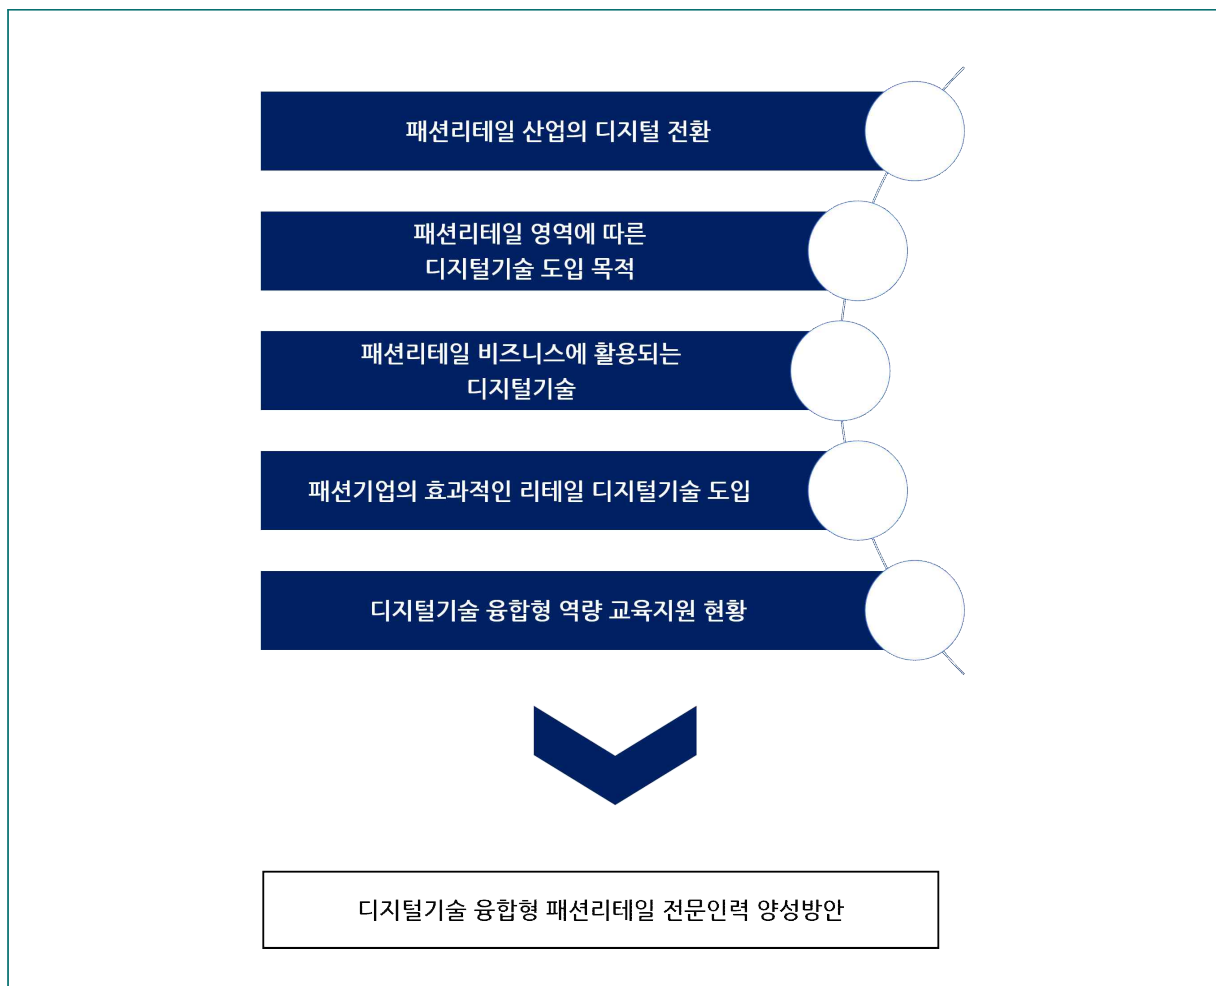 패션리테일 산업의 디지털 전환
패션리테일 영역에 따른
디지털기술 도입 목적
패션리테일 비즈니스에 활용되는
디지털기술
패션기업의 효과적인 리테일 디지털기술 도입
디지털기술 융합형 역량 교육지원 현황
디지털기술 융합형 패션리테일 전문인력 양성방안